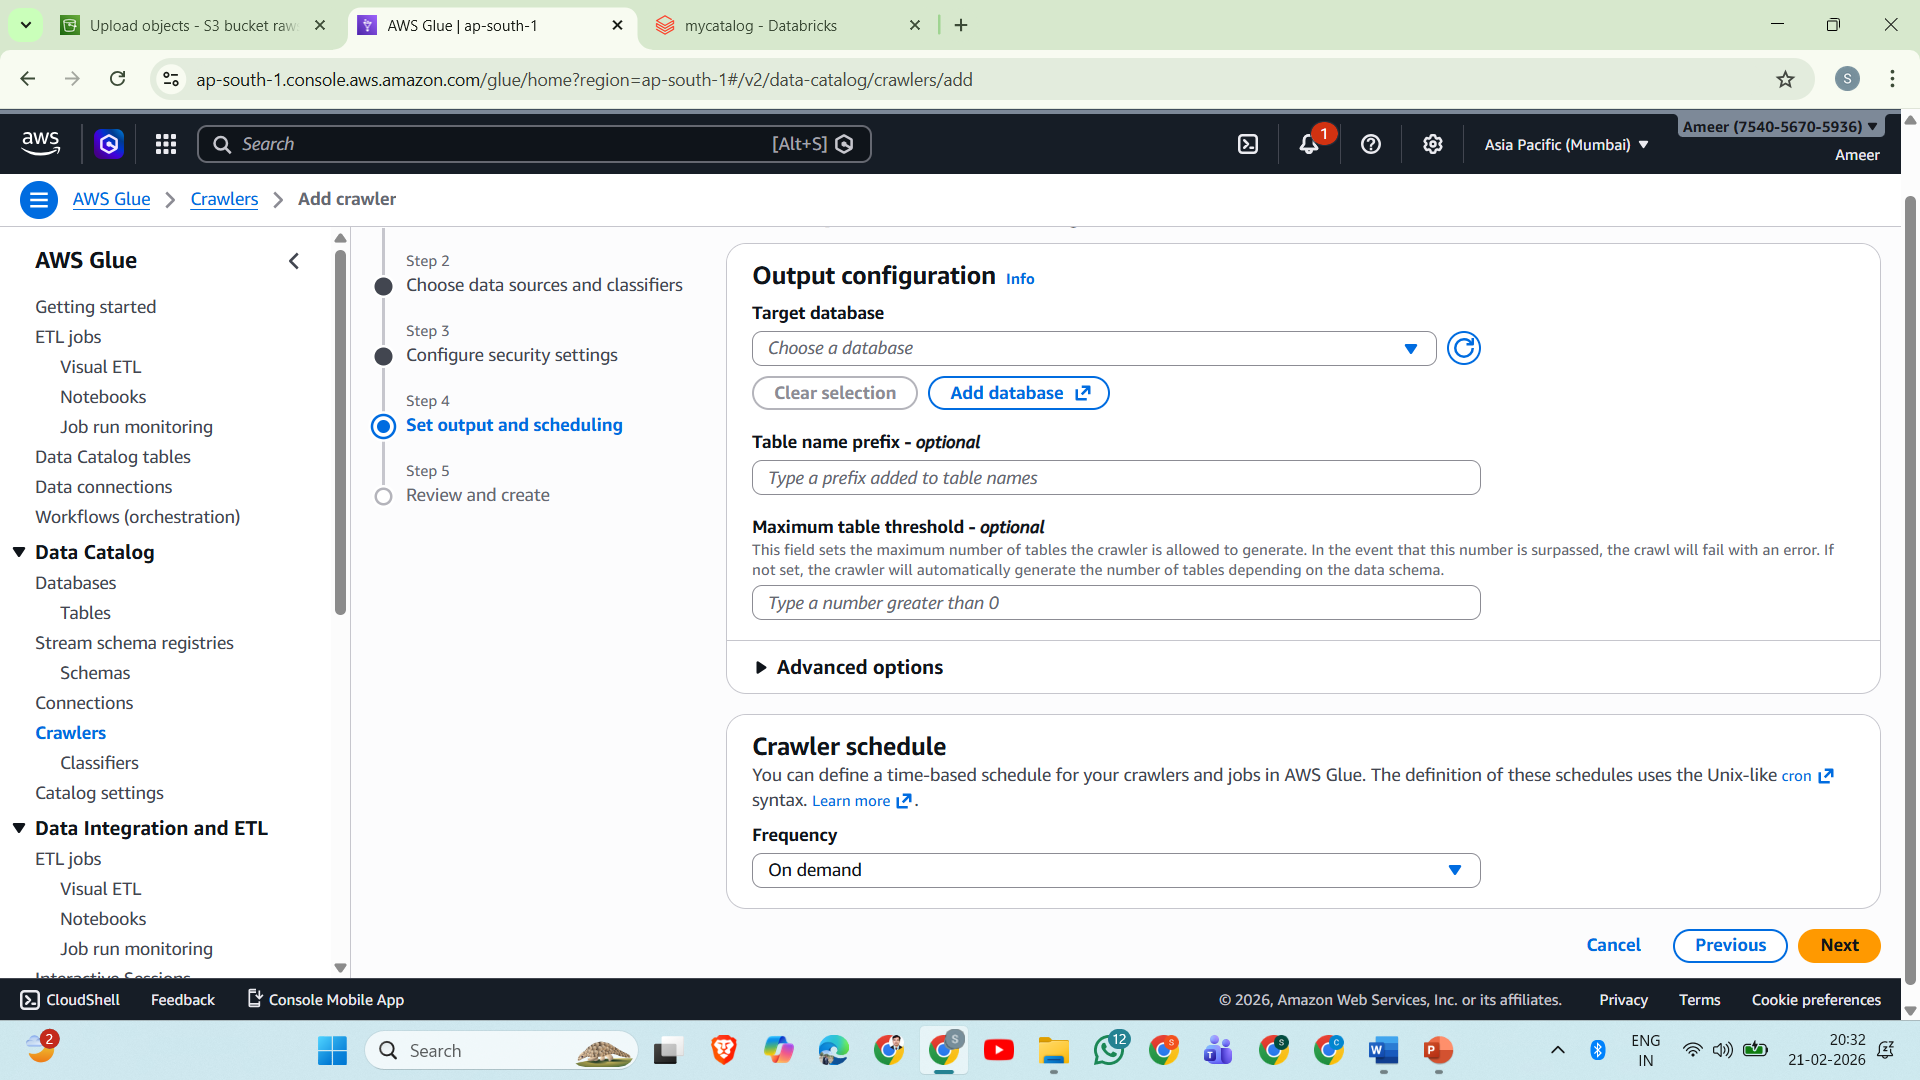 Upload objects - S3 bucket raw
AWS Glue | ap-south-1
mycatalog - Databricks
ap-south-1.console.aws.amazon.com/glue/home?region=ap-south-1#/v2/data-catalog/crawlers/add
S
aws
Search
[Alt+S]
1
Asia Pacific (Mumbai)
Ameer (7540-5670-5936)
Ameer
AWS Glue
Crawlers
Add crawler
AWS Glue
Getting started
ETL jobs
Visual ETL
Notebooks
Job run monitoring
Data Catalog tables
Data connections
Workflows (orchestration)
Data Catalog
Databases
Tables
Stream schema registries
Schemas
Connections
Crawlers
Classifiers
Catalog settings
Data Integration and ETL
ETL jobs
Visual ETL
Notebooks
Job run monitoring
Interactive Sessions
Step 2
Choose data sources and classifiers
Step 3
Configure security settings
Step 4
Set output and scheduling
Step 5
Review and create
Output configuration Info
Target database
Choose a database
Clear selection
Add database
Table name prefix - optional
Type a prefix added to table names
Maximum table threshold - optional
This field sets the maximum number of tables the crawler is allowed to generate. In the event that this number is surpassed, the crawl will fail with an error. If
not set, the crawler will automatically generate the number of tables depending on the data schema.
Type a number greater than 0
Advanced options
Crawler schedule
You can define a time-based schedule for your crawlers and jobs in AWS Glue. The definition of these schedules uses the Unix-like cron
syntax. Learn more .
Frequency
On demand
Cancel
Previous
Next
CloudShell
Feedback
Console Mobile App
© 2026, Amazon Web Services, Inc. or its affiliates.
Privacy
Terms
Cookie preferences
2
Search
12
ENG
IN
20:32
21-02-2026